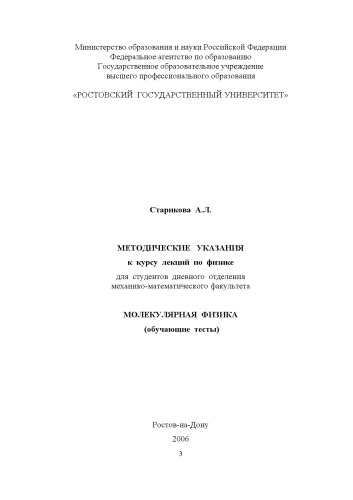 Министерство образования и науки Российской Федерации
Федеральное агентство по образованию
Государственное образовательное учреждение
высшего профессионального образования
«РОСТОВСКИЙ ГОСУДАРСТВЕННЫЙ УНИВЕРСИТЕТ»
Старикова А.Л.
МЕТОДИЧЕСКИЕ УКАЗАНИЯ
к курсу лекций по физике
для студентов дневного отделения
механико-математического факультета
МОЛЕКУЛЯРНАЯ ФИЗИКА
(обучающие тесты)
Ростов-на-Дону
2006
3